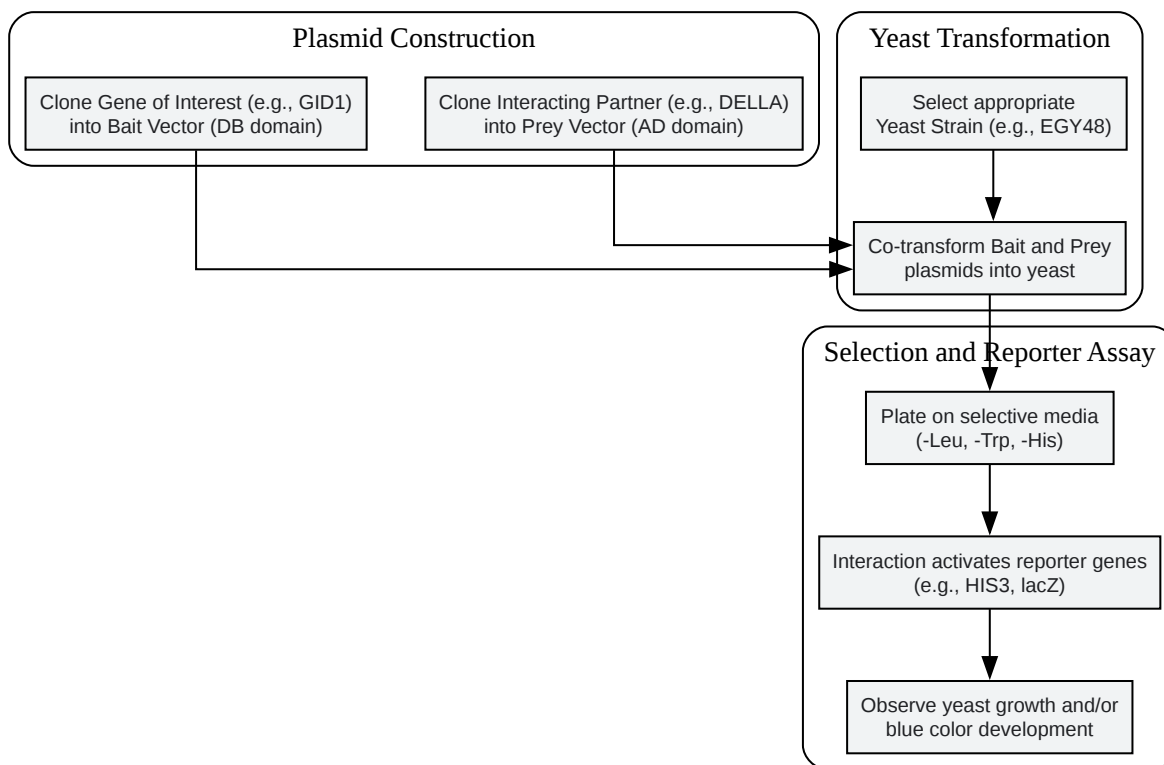 Plasmid Construction
Clone Gene of Interest (e.g., GID1)
into Bait Vector (DB domain)
Clone Interacting Partner (e.g., DELLA)
into Prey Vector (AD domain)
Yeast Transformation
Select appropriate
Yeast Strain (e.g., EGY48)
Co-transform Bait and Prey
plasmids into yeast
Selection and Reporter Assay
Plate on selective media
(-Leu, -Trp, -His)
Interaction activates reporter genes
(e.g., HIS3, lacZ)
Observe yeast growth and/or
blue color development